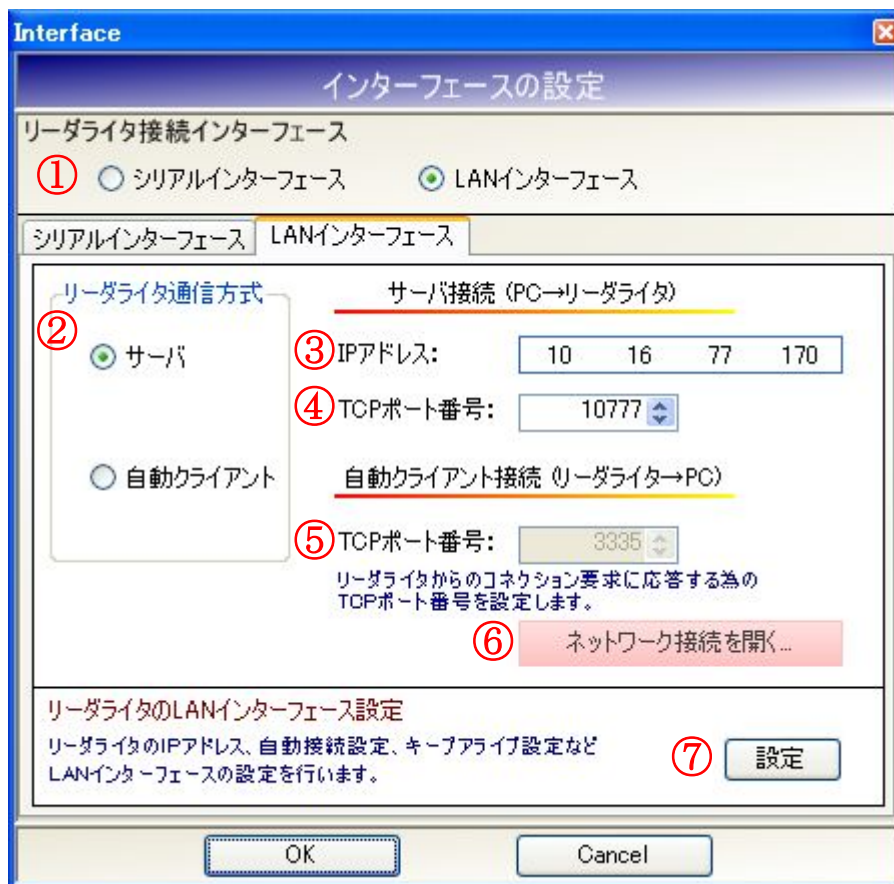 Interface
インターフェースの設定
リーダライタ接続インターフェース
① シリアルインターフェース LANインターフェース
シリアルインターフェース LANインターフェース
リーダライタ通信方式 サーバ接続 (PC→リーダライタ)
② サーバ ③ IPアドレス: 10 16 77 170
④ TCPポート番号: 10777
自動クライアント 自動クライアント接続 (リーダライタ→PC)
⑤ TCPポート番号: 3335
リーダライタからのコネクション要求に応答する為の
TCPポート番号を設定します。
⑥ ネットワーク接続を開く...
リーダライタのLANインターフェース設定
リーダライタのIPアドレス、自動接続設定、キープアライブ設定など
LANインターフェースの設定を行います。
⑦ 設定
OK Cancel